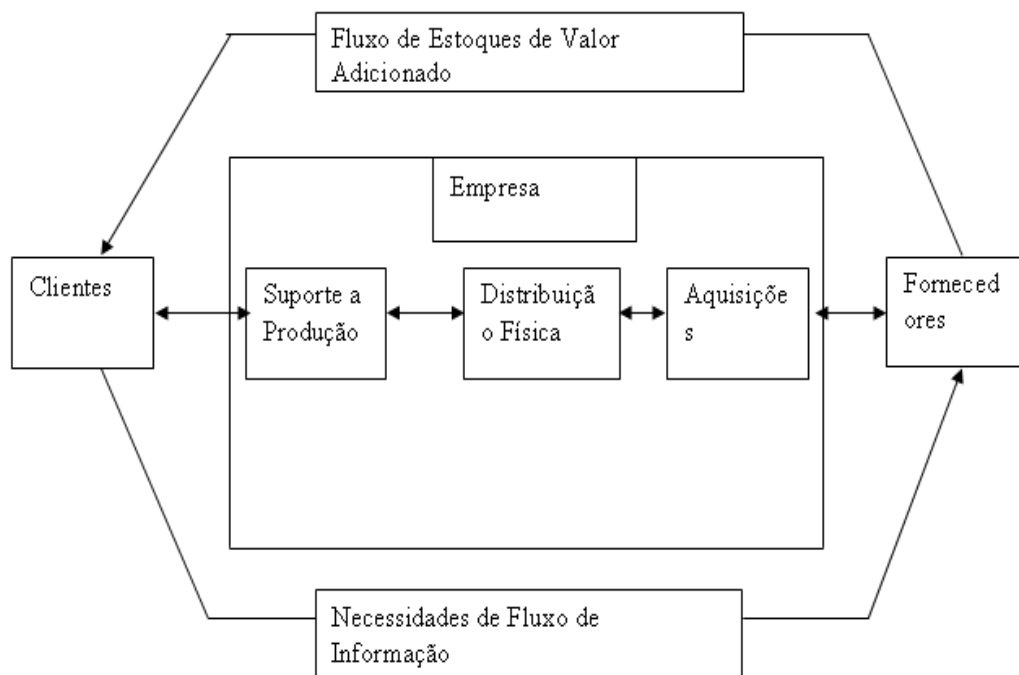 Fluxo de Estoques de Valor
Adicionado
Empresa
Clientes
Suporte a
Produção
Distribuiçã
o Física
Aquisiçõe
s
Forneced
ores
Necessidades de Fluxo de
Informação